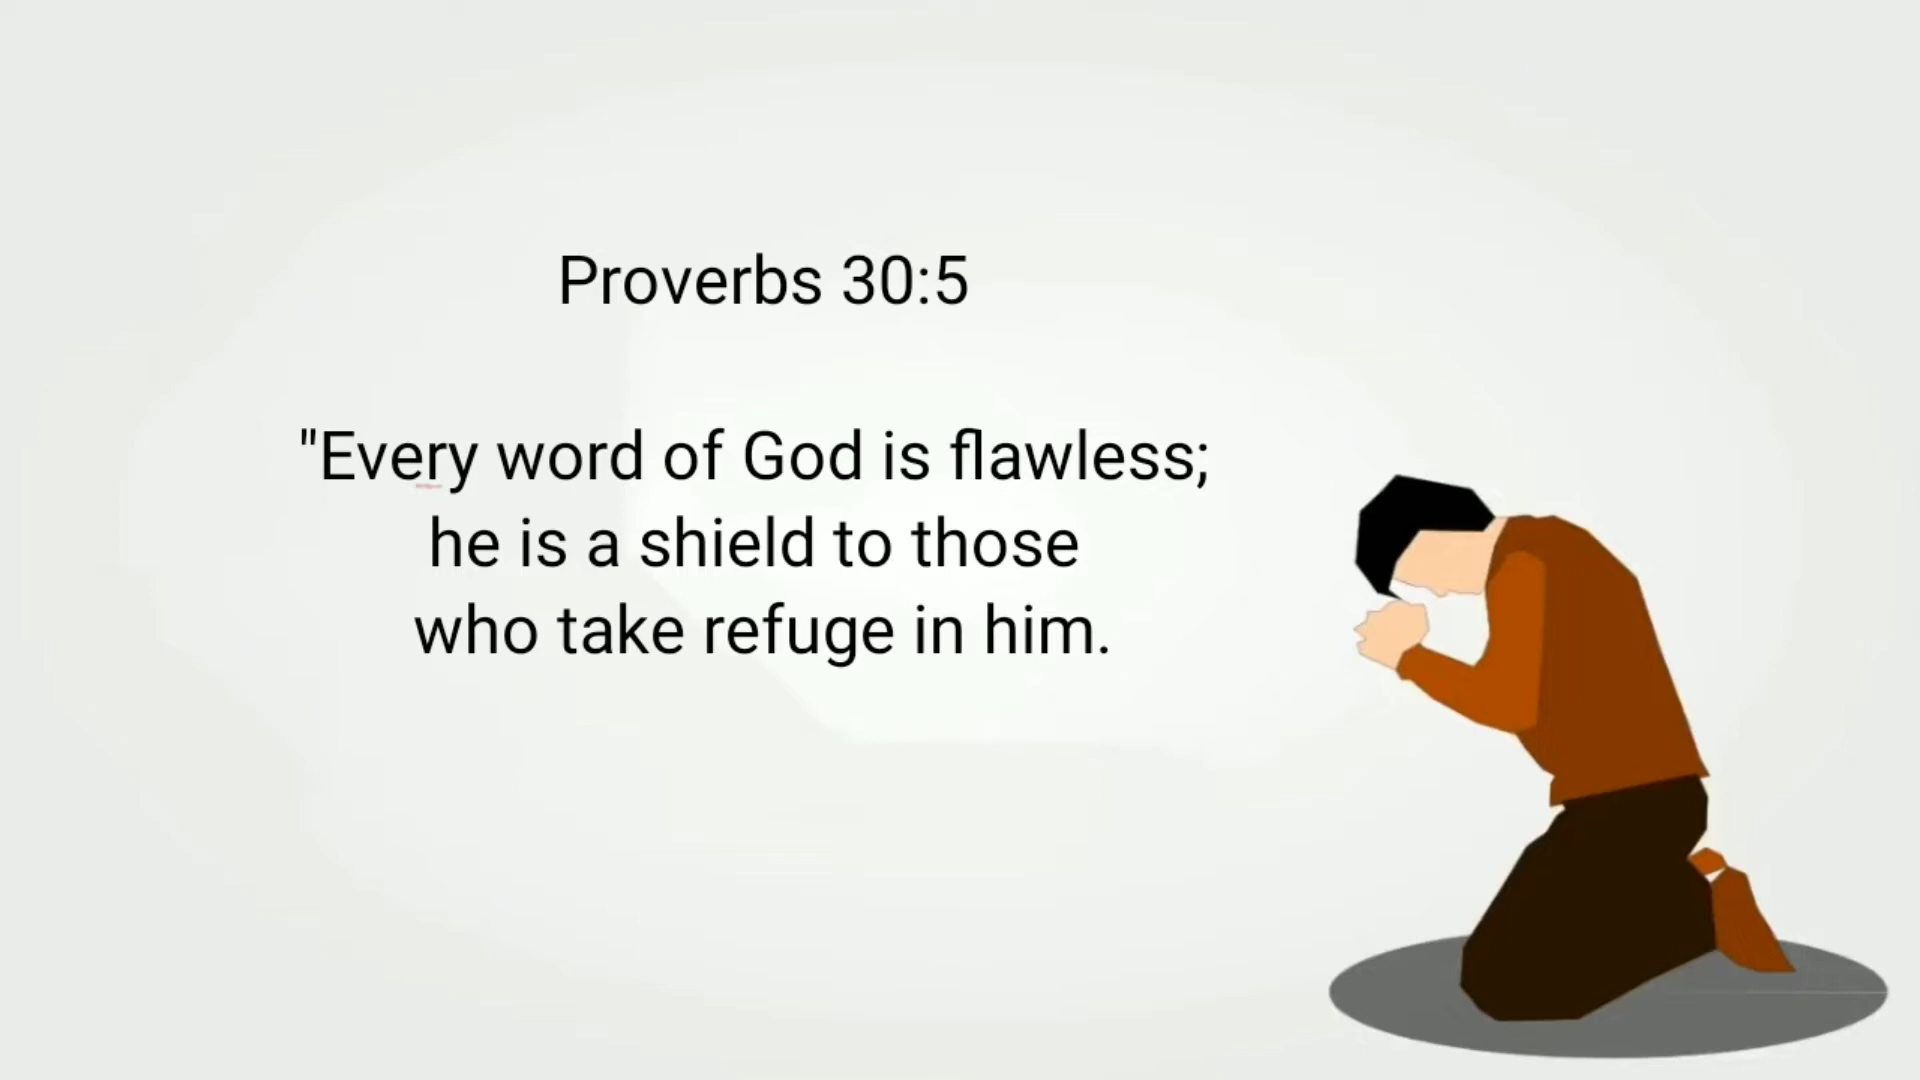 Proverbs 30:5
"Every word of God is flawless;
he is a shield to those
who take refuge in him.